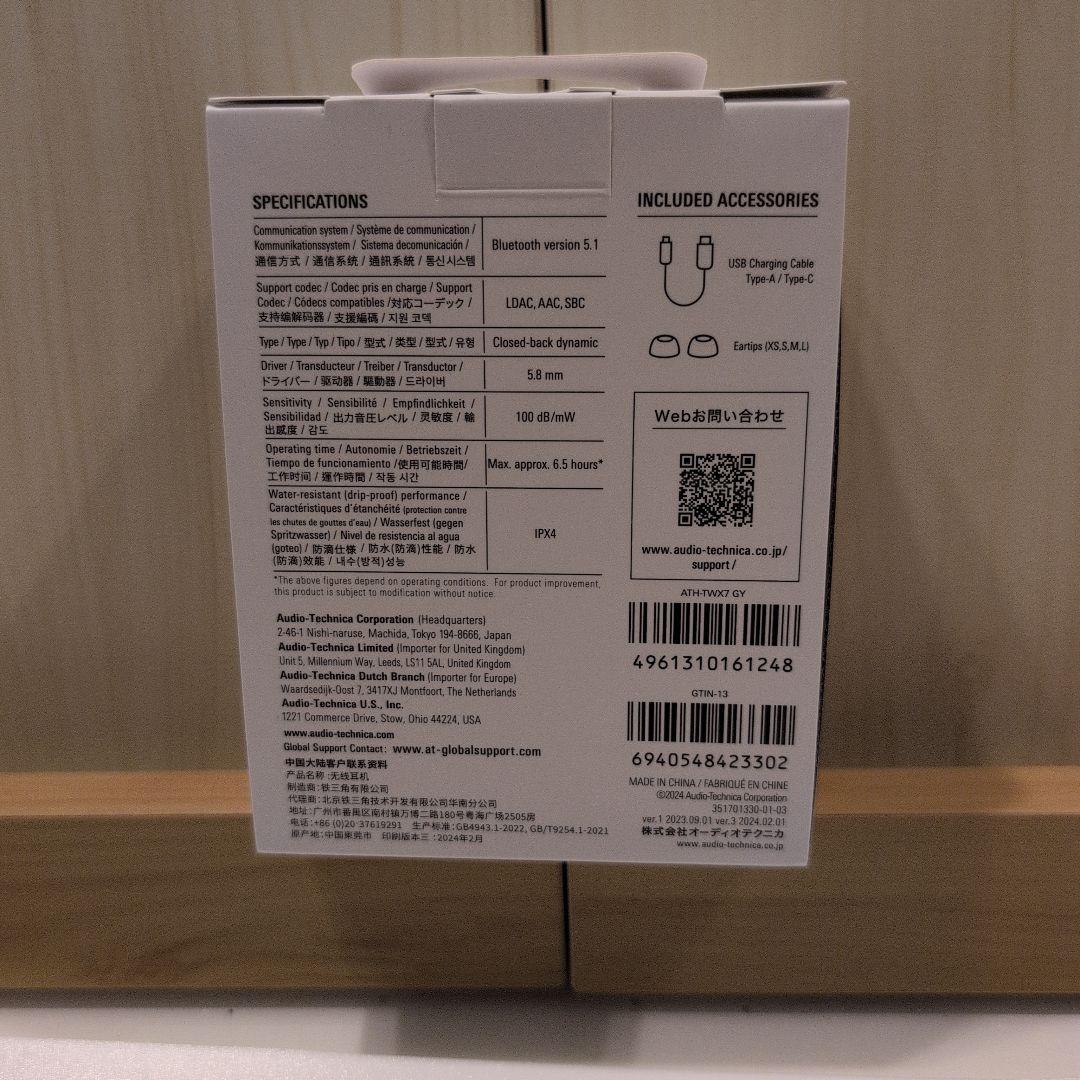 SPECIFICATIONS
Communication system / Système de communication /
Kommunikationssystem / Sistema decomunicación /
通信方式 / 通信系统 / 通訊系統 / 통신시스템
Bluetooth version 5.1
Support codec / Codec pris en charge / Support
Codec / Códecs compatibles /対応コーデック /
支持编解码器 / 支援編碼 / 지원 코덱
LDAC, AAC, SBC
Type / Type / Typ / Tipo / 型式 / 类型 / 型式 / 유형
Closed-back dynamic
Driver / Transducteur / Treiber / Transductor /
ドライバー / 驱动器 / 驅動器 / 드라이버
5.8 mm
Sensitivity / Sensibilité / Empfindlichkeit /
Sensibilidad / 出力音圧レベル / 灵敏度 / 輸
出感度 / 감도
100 dB/mW
Operating time / Autonomie / Betriebszeit /
Tiempo de funcionamiento /使用可能時間/
工作时间 / 運作時間 / 작동 시간
Max. approx. 6.5 hours*
Water-resistant (drip-proof) performance /
Caractéristiques d'étanchéité (protection contre
les chutes de gouttes d'eau) / Wasserfest (gegen
Spritzwasser) / Nivel de resistencia al agua
(goteo) / 防滴仕様 / 防水(防滴)性能 / 防水
(防滴)效能 / 내수(방적)성능
IPX4
*The above figures depend on operating conditions. For product improvement,
this product is subject to modification without notice.
Audio-Technica Corporation (Headquarters)
2-46-1 Nishi-naruse, Machida, Tokyo 194-8666, Japan
Audio-Technica Limited (Importer for United Kingdom)
Unit 5, Millennium Way, Leeds, LS11 5AL, United Kingdom
Audio-Technica Dutch Branch (Importer for Europe)
Waardsedijk-Oost 7, 3417XJ Montfoort, The Netherlands
Audio-Technica U.S., Inc.
1221 Commerce Drive, Stow, Ohio 44224, USA
www.audio-technica.com
Global Support Contact: www.at-globalsupport.com
中国大陆客户联系资料
产品名称:无线耳机
制造商:铁三角有限公司
代理商:北京铁三角技术开发有限公司华南分公司
地址:广州市番禺区南村镇万博二路180号粤海广场2505房
电话:+86 (0)20-37619291 生产标准:GB4943.1-2022, GB/T9254.1-2021
原产地:中国東莞市 印刷版本三:2024年2月
INCLUDED ACCESSORIES
USB Charging Cable
Type-A / Type-C
Eartips (XS,S,M,L)
Webお問い合わせ
www.audio-technica.co.jp/
support/
ATH-TWX7 GY
4961310161248
GTIN-13
6940548423302
MADE IN CHINA / FABRIQUÉ EN CHINE
©2024 Audio-Technica Corporation
351701330-01-03
ver.1 2023.09.01 ver.3 2024.02.01
株式会社オーディオテクニカ
www.audio-technica.co.jp